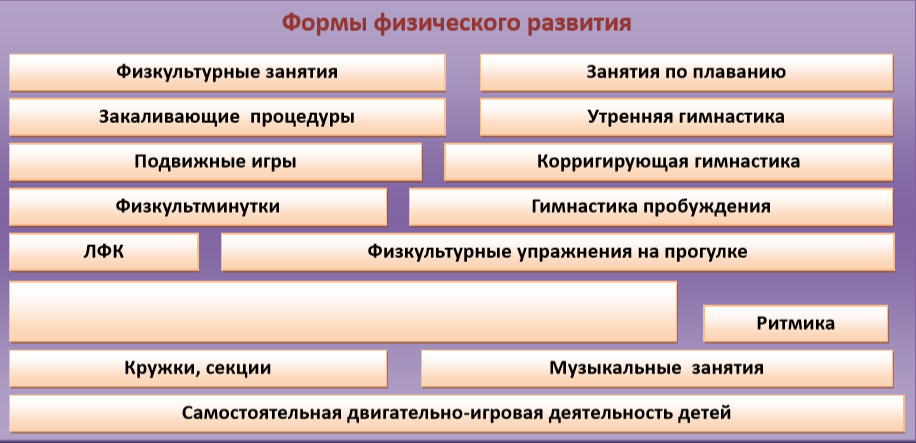 Формы физического развития
Физкультурные занятия
Занятия по плаванию
Закаливающие процедуры
Утренняя гимнастика
Подвижные игры
Корригирующая гимнастика
Физкультминутки
Гимнастика пробуждения
ЛФК
Физкультурные упражнения на прогулке
Ритмика
Кружки, секции
Музыкальные занятия
Самостоятельная двигательно-игровая деятельность детей